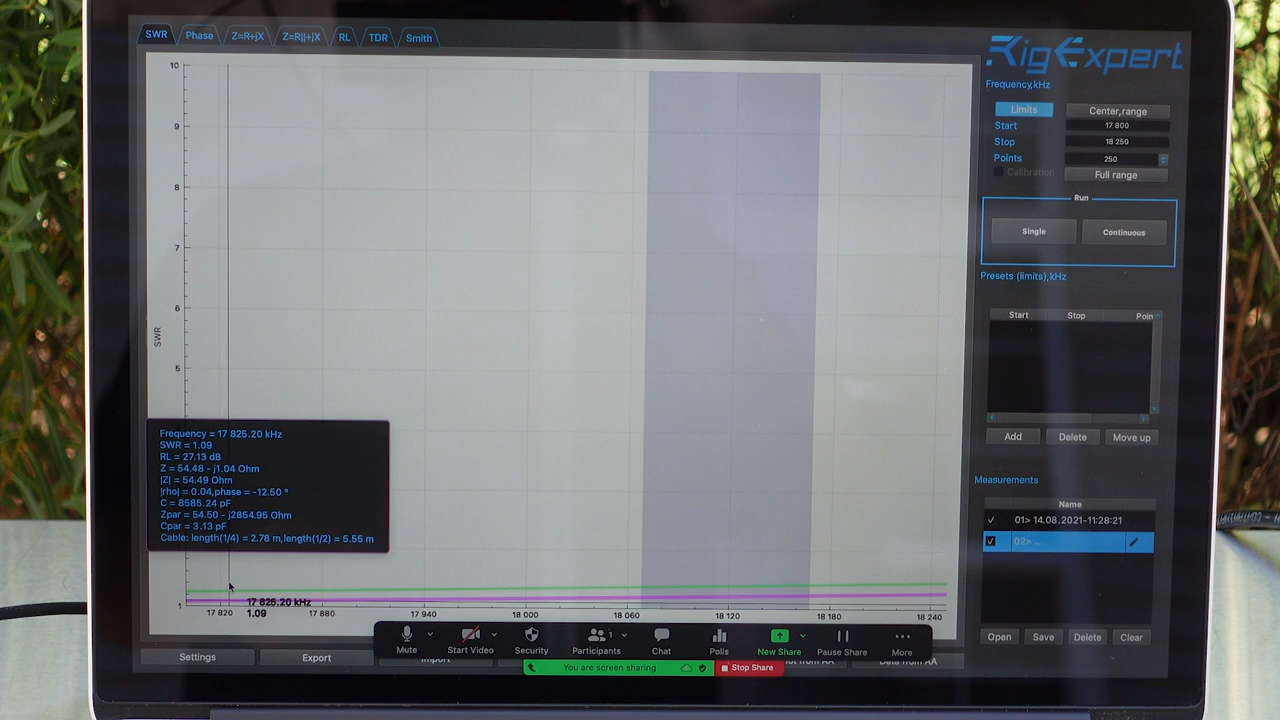 SWR Phase Z=R+jX Z=R||+jX RL TDR Smith
RigExpert
Frequency,kHz
Limits Center,range
Start 17 800
Stop 18 250
Points 250
Calibration Full range
Run
Single Continuous
Presets (limits),kHz
Start Stop Poin
Add Delete Move up
Measurements
Name
01> 14.08.2021-11:28:21
02> ...
Open Save Delete Clear
10
9
8
7
6
5
1
SWR
Frequency = 17 825.20 kHz
SWR = 1.09
RL = 27.13 dB
Z = 54.48 - j1.04 Ohm
|Z| = 54.49 Ohm
|rho| = 0.04,phase = -12.50 °
C = 8585.24 pF
Zpar = 54.50 - j2854.95 Ohm
Cpar = 3.13 pF
Cable: length(1/4) = 2.78 m,length(1/2) = 5.55 m
17 825.20 kHz
1.09
17 820 17 880 17 940 18 000 18 060 18 120 18 180 18 240
Mute Start Video Security Participants 1 Chat Polls New Share Pause Share More
You are screen sharing Stop Share
Settings Export Import Data from AA